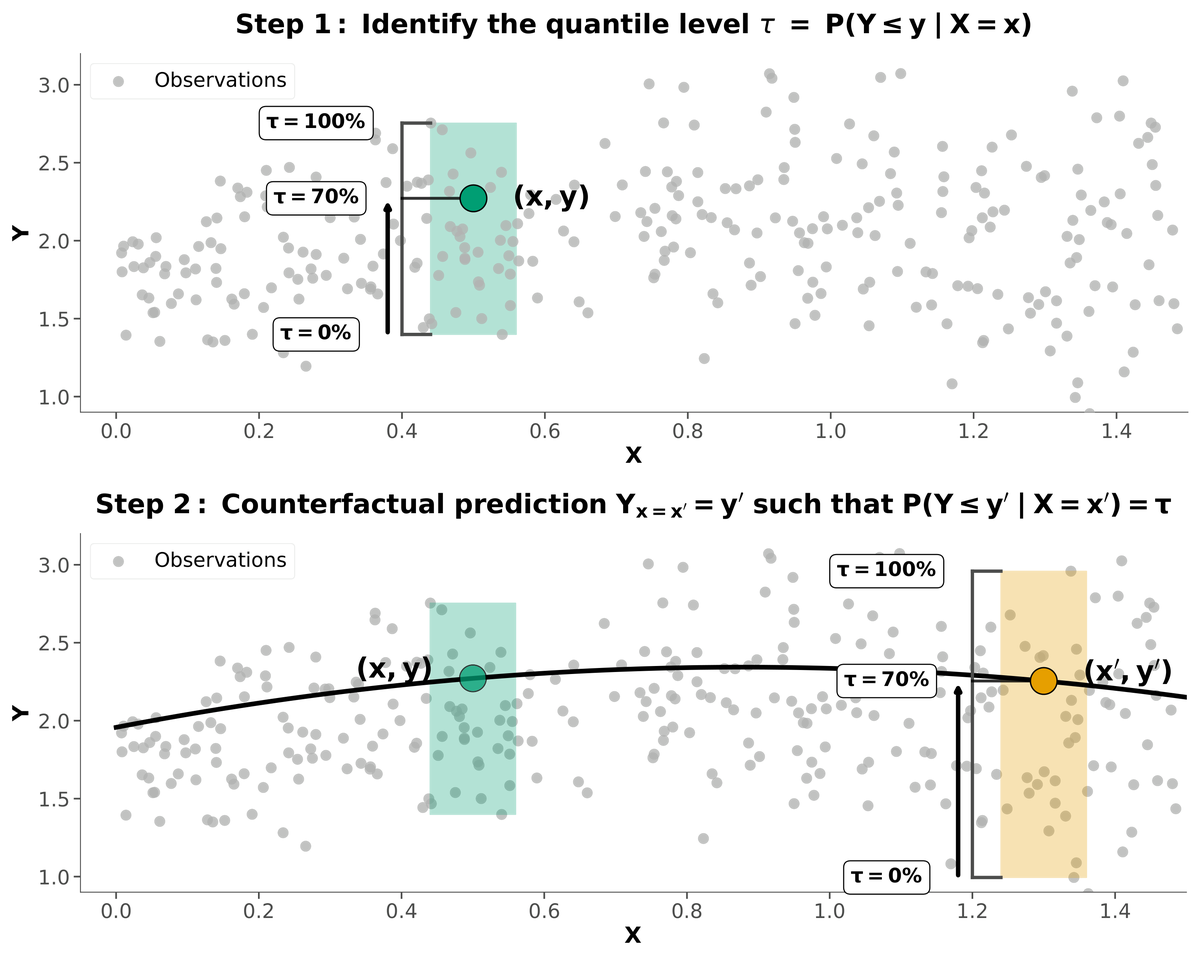 Step 1: Identify the quantile level τ = P(Y ≤ y | X = x)
Observations
3.0
τ = 100%
2.5
τ = 70%
(x, y)
2.0
Y
1.5
τ = 0%
1.0
0.0 0.2 0.4 0.6 0.8 1.0 1.2 1.4
X
Step 2: Counterfactual prediction Yₓ₌ₓ′ = y′ such that P(Y ≤ y′ | X = x′) = τ
Observations
3.0
τ = 100%
2.5
(x, y)
τ = 70%
(x′, y′)
2.0
Y
1.5
1.0
τ = 0%
0.0 0.2 0.4 0.6 0.8 1.0 1.2 1.4
X